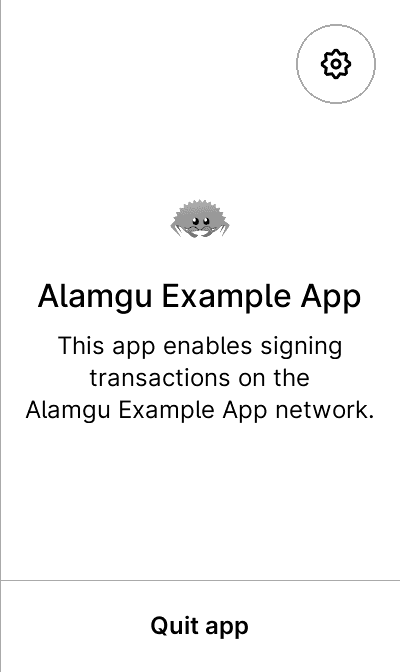 Alamgu Example App
This app enables signing
transactions on the
Alamgu Example App network.
Quit app